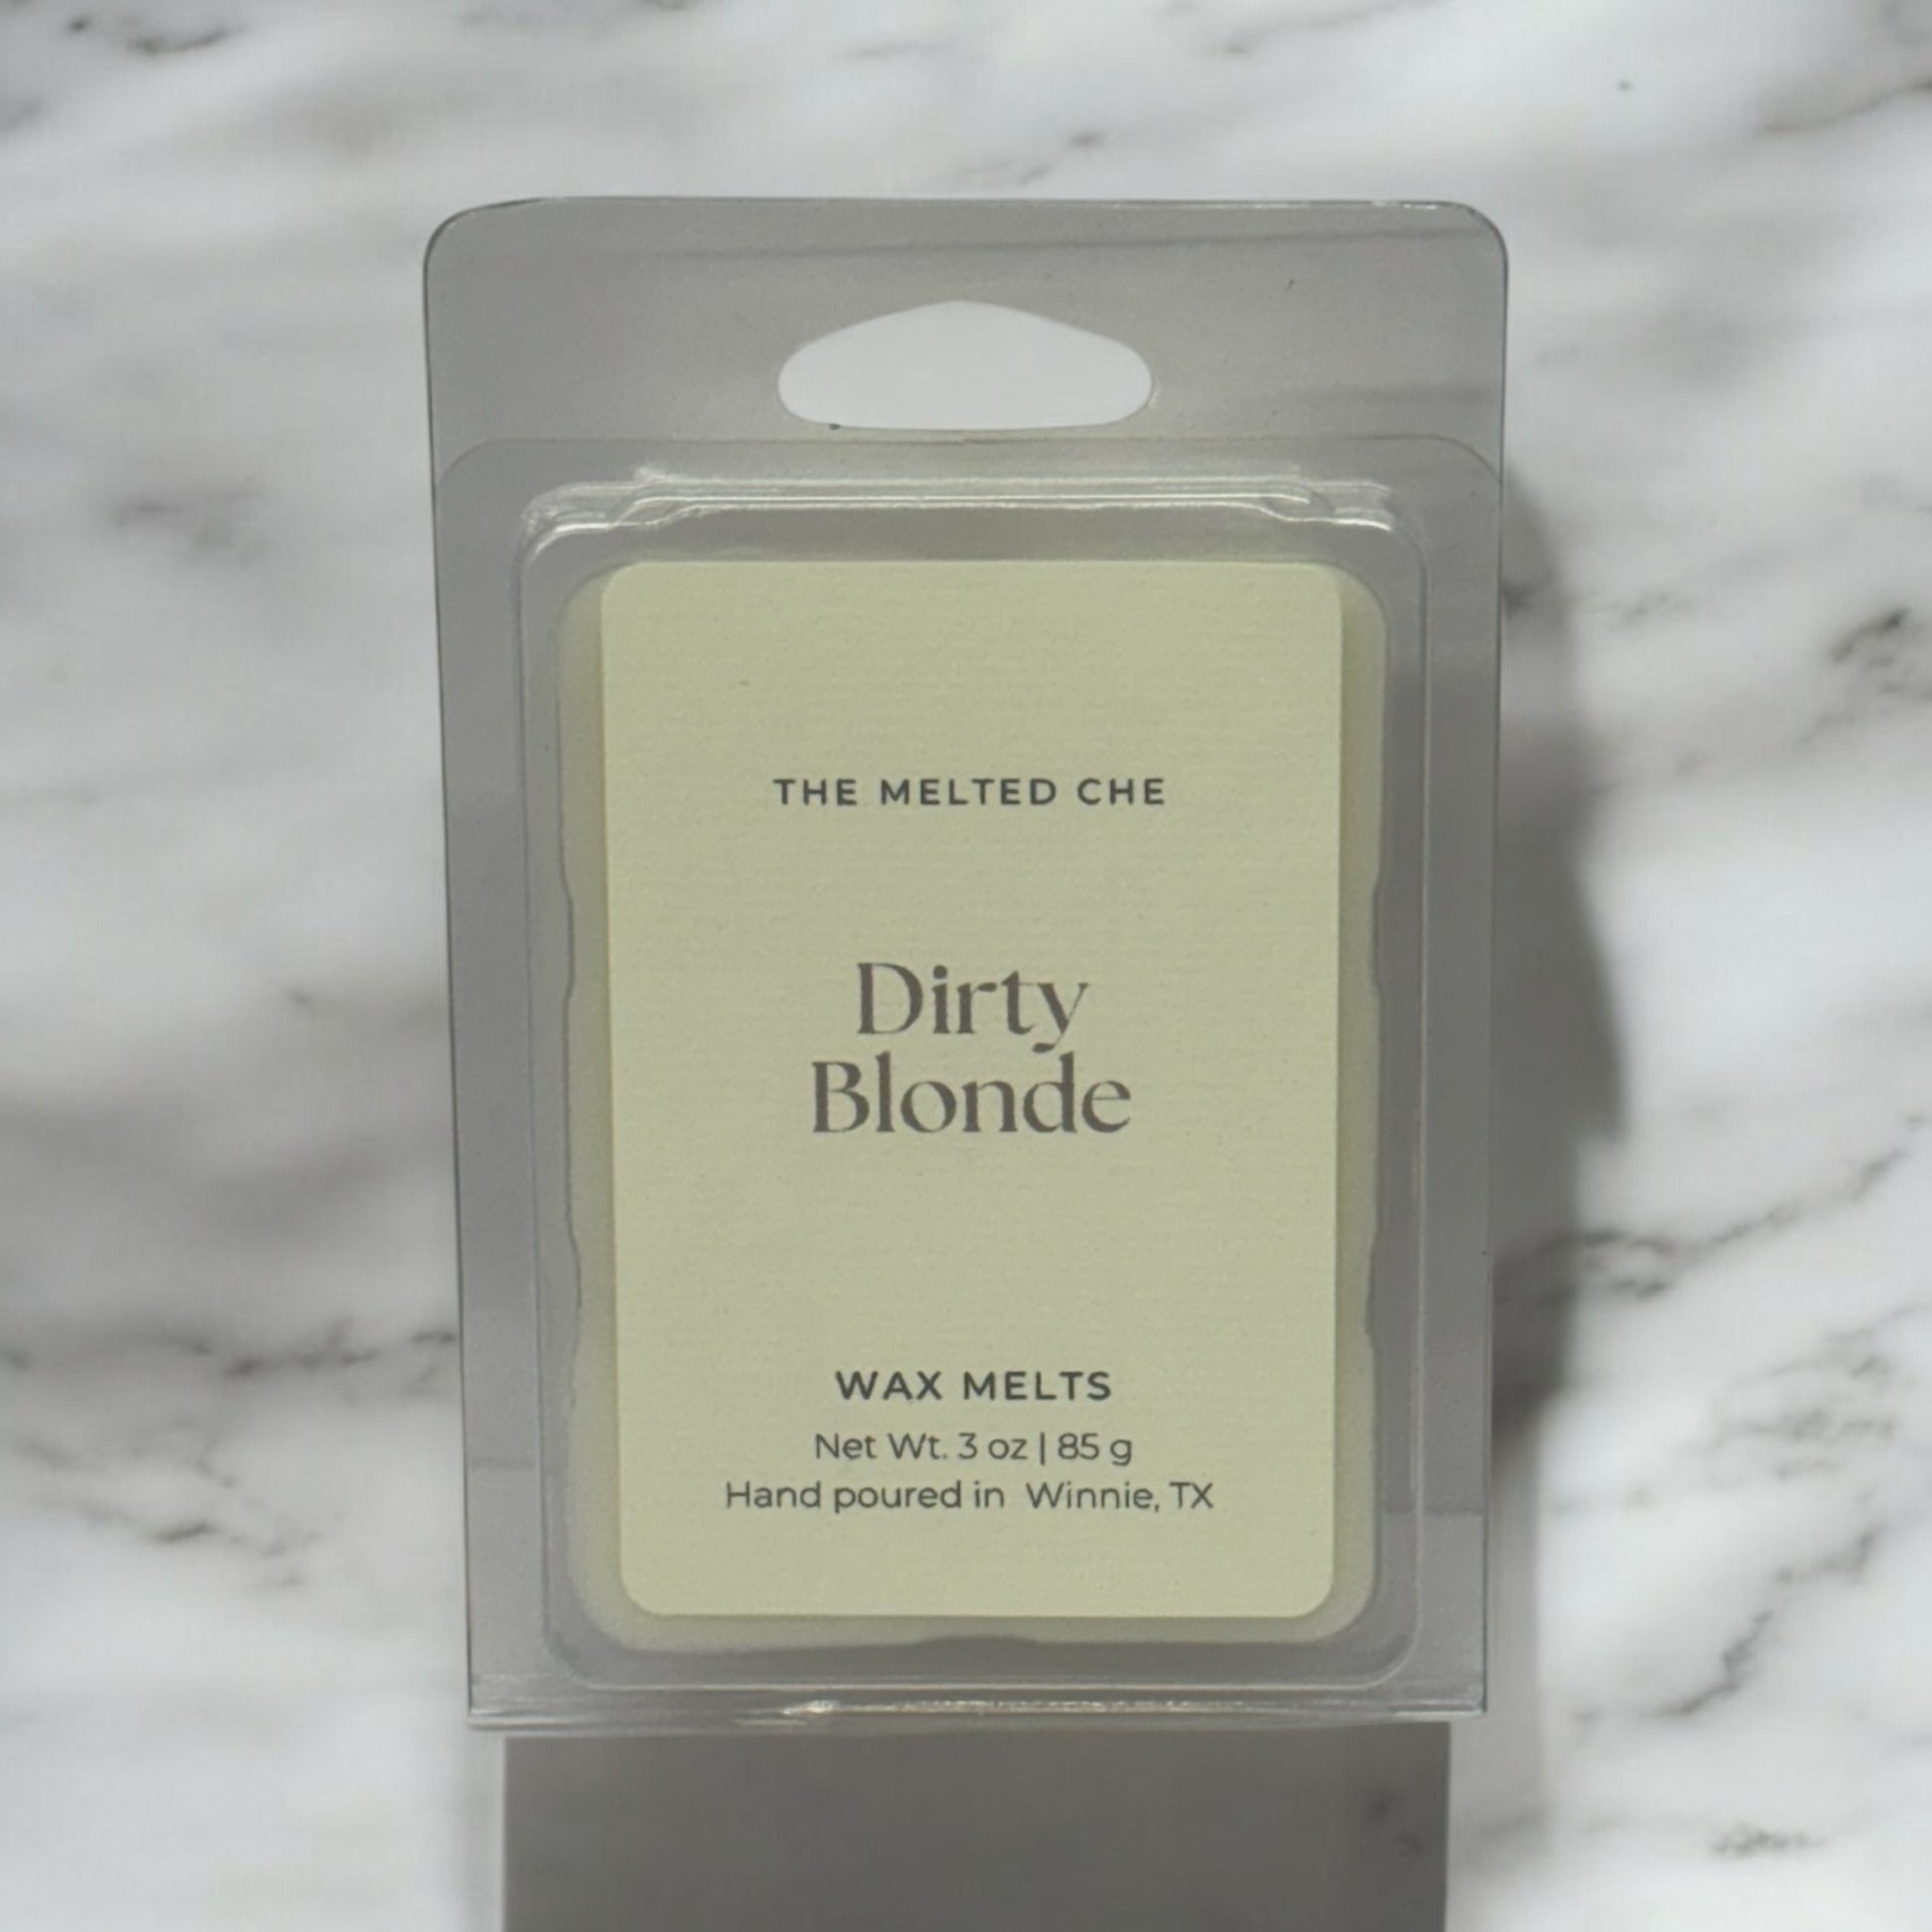 THE MELTED CHE
Dirty
Blonde
WAX MELTS
Net Wt. 3 oz | 85 g
Hand poured in Winnie, TX